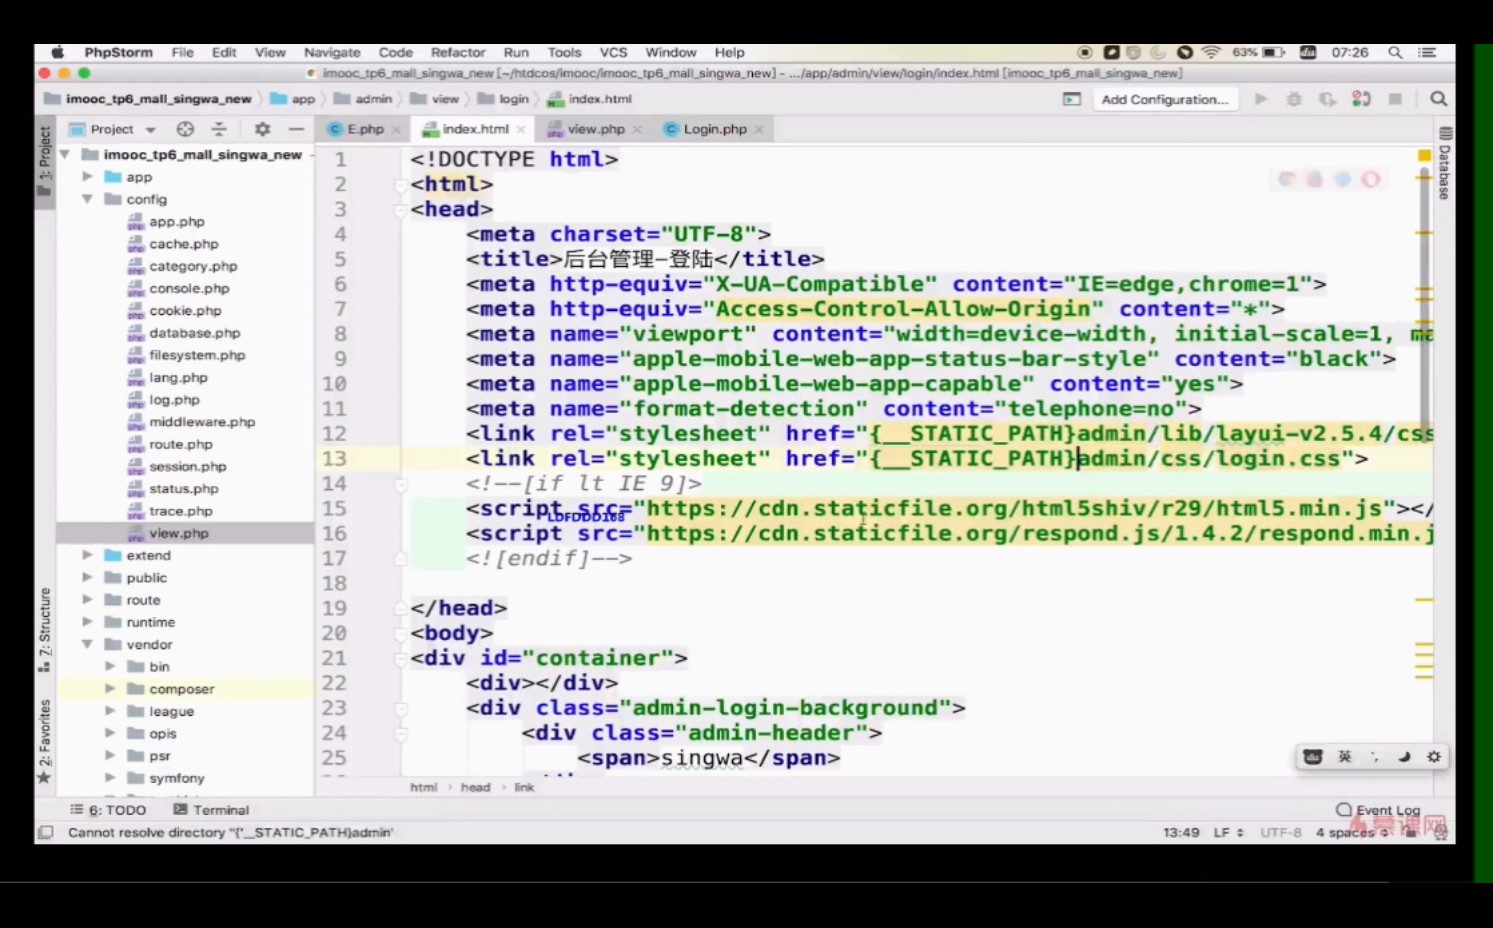 PhpStorm File Edit View Navigate Code Refactor Run Tools VCS Window Help 63% 07:26
imooc_tp6_mall_singwa_new [~/htdcos/imooc/imooc_tp6_mall_singwa_new] - .../app/admin/view/login/index.html [imooc_tp6_mall_singwa_new]
imooc_tp6_mall_singwa_new app admin view login index.html Add Configuration...
Project E.php index.html view.php Login.php
1: Project
Database
7: Structure
2: Favorites
imooc_tp6_mall_singwa_new
app
config
app.php
cache.php
category.php
console.php
cookie.php
database.php
filesystem.php
lang.php
log.php
middleware.php
route.php
session.php
status.php
trace.php
view.php
extend
public
route
runtime
vendor
bin
composer
league
opis
psr
symfony
1 <!DOCTYPE html>
2 <html>
3 <head>
4 <meta charset="UTF-8">
5 <title>后台管理-登陆</title>
6 <meta http-equiv="X-UA-Compatible" content="IE=edge,chrome=1">
7 <meta http-equiv="Access-Control-Allow-Origin" content="*">
8 <meta name="viewport" content="width=device-width, initial-scale=1, ma
9 <meta name="apple-mobile-web-app-status-bar-style" content="black">
10 <meta name="apple-mobile-web-app-capable" content="yes">
11 <meta name="format-detection" content="telephone=no">
12 <link rel="stylesheet" href="{__STATIC_PATH}admin/lib/layui-v2.5.4/css
13 <link rel="stylesheet" href="{__STATIC_PATH}admin/css/login.css">
14 <!--[if lt IE 9]>
15 <script src="https://cdn.staticfile.org/html5shiv/r29/html5.min.js"></
LDFDDD168
16 <script src="https://cdn.staticfile.org/respond.js/1.4.2/respond.min.j
17 <![endif]-->
18
19 </head>
20 <body>
21 <div id="container">
22 <div></div>
23 <div class="admin-login-background">
24 <div class="admin-header">
25 <span>singwa</span>
英
html › head › link
6: TODO Terminal Event Log
Cannot resolve directory "{'__STATIC_PATH}admin' 13:49 LF UTF-8 4 spaces
慕课网